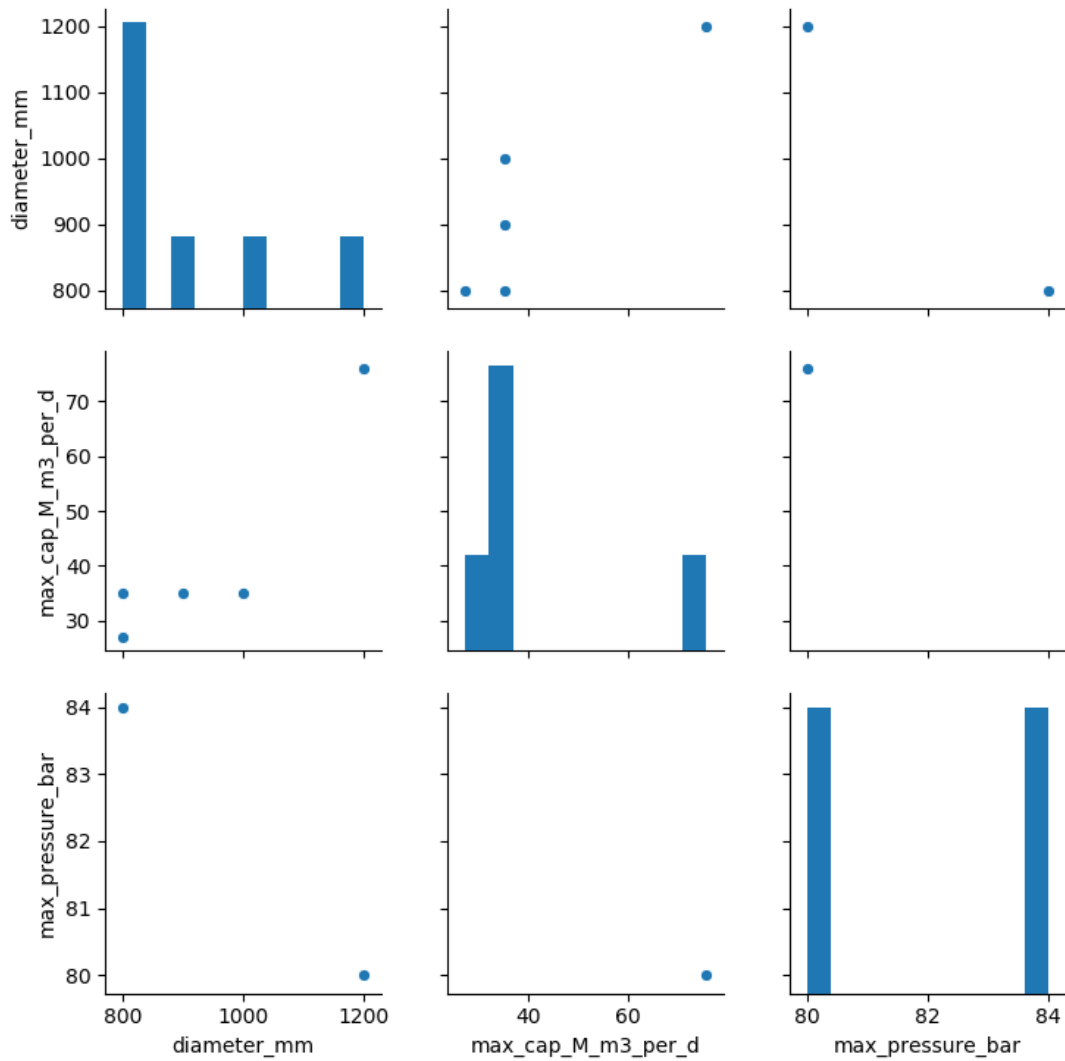 1200
1100
1000
900
800
diameter_mm
70
60
50
40
30
max_cap_M_m3_per_d
84
83
82
81
80
max_pressure_bar
800 1000 1200
diameter_mm
40 60
max_cap_M_m3_per_d
80 82 84
max_pressure_bar